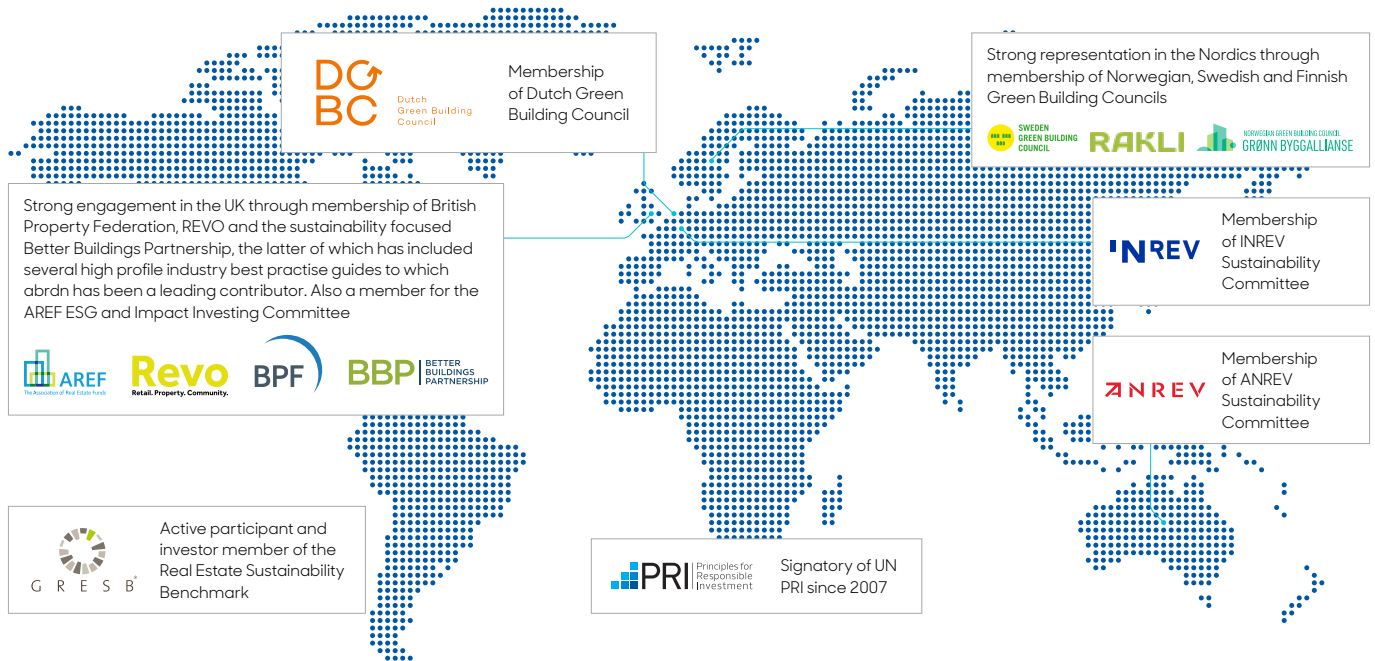 DG
BC
Dutch
Green Building
Council
Membership
of Dutch Green
Building Council
Strong representation in the Nordics through
membership of Norwegian, Swedish and Finnish
Green Building Councils
SWEDEN
GREEN BUILDING
COUNCIL
RAKLI
NORWEGIAN GREEN BUILDING COUNCIL
GRØNN BYGGALLIANSE
Strong engagement in the UK through membership of British
Property Federation, REVO and the sustainability focused
Better Buildings Partnership, the latter of which has included
several high profile industry best practise guides to which
abrdn has been a leading contributor. Also a member for the
AREF ESG and Impact Investing Committee
AREF
The Association of Real Estate Funds
Revo
Retail. Property. Community.
BPF
BBP
BETTER
BUILDINGS
PARTNERSHIP
INREV
Membership
of INREV
Sustainability
Committee
ANREV
Membership
of ANREV
Sustainability
Committee
GRESB
Active participant and
investor member of the
Real Estate Sustainability
Benchmark
PRI
Principles for
Responsible
Investment
Signatory of UN
PRI since 2007